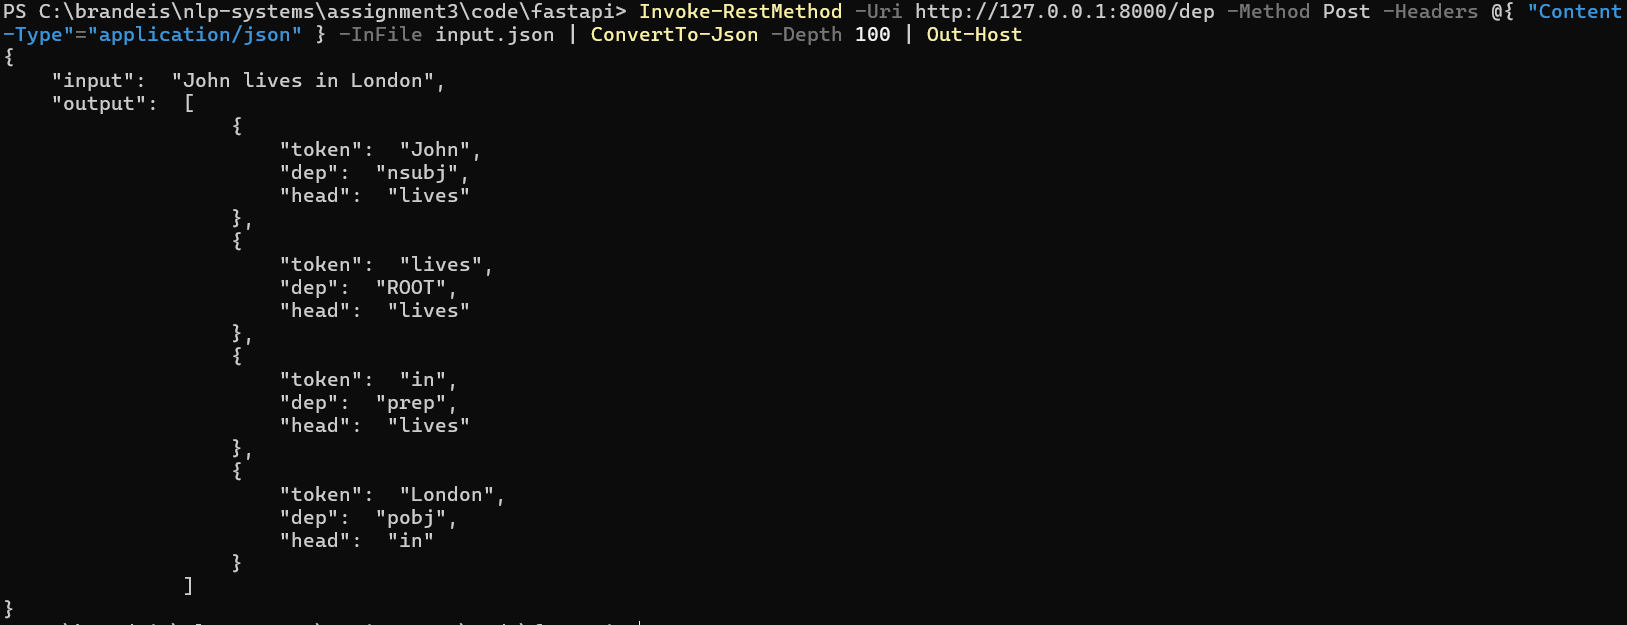 PS C:\brandeis\nlp-systems\assignment3\code\fastapi> Invoke-RestMethod -Uri http://127.0.0.1:8000/dep -Method Post -Headers @{ "Content
-Type"="application/json" } -InFile input.json | ConvertTo-Json -Depth 100 | Out-Host
{
    "input":  "John lives in London",
    "output":  [
                   {
                       "token":  "John",
                       "dep":  "nsubj",
                       "head":  "lives"
                   },
                   {
                       "token":  "lives",
                       "dep":  "ROOT",
                       "head":  "lives"
                   },
                   {
                       "token":  "in",
                       "dep":  "prep",
                       "head":  "lives"
                   },
                   {
                       "token":  "London",
                       "dep":  "pobj",
                       "head":  "in"
                   }
               ]
}